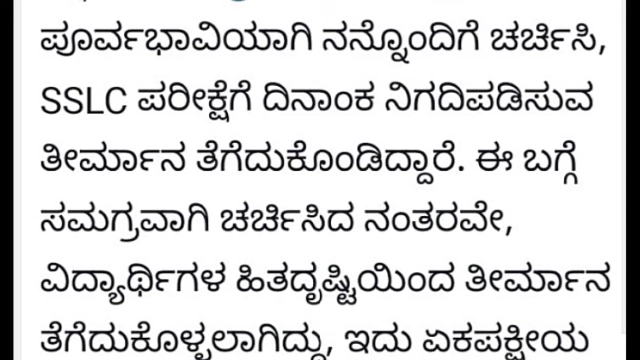 ಪೂರ್ವಭಾವಿಯಾಗಿ ನನ್ನೊಂದಿಗೆ ಚರ್ಚಿಸಿ,
SSLC ಪರೀಕ್ಷೆಗೆ ದಿನಾಂಕ ನಿಗದಿಪಡಿಸುವ
ತೀರ್ಮಾನ ತೆಗೆದುಕೊಂಡಿದ್ದಾರೆ. ಈ ಬಗ್ಗೆ
ಸಮಗ್ರವಾಗಿ ಚರ್ಚಿಸಿದ ನಂತರವೇ,
ವಿದ್ಯಾರ್ಥಿಗಳ ಹಿತದೃಷ್ಟಿಯಿಂದ ತೀರ್ಮಾನ
ತೆಗೆದುಕೊಳ್ಳಲಾಗಿದ್ದು, ಇದು ಏಕಪಕ್ಷೀಯ